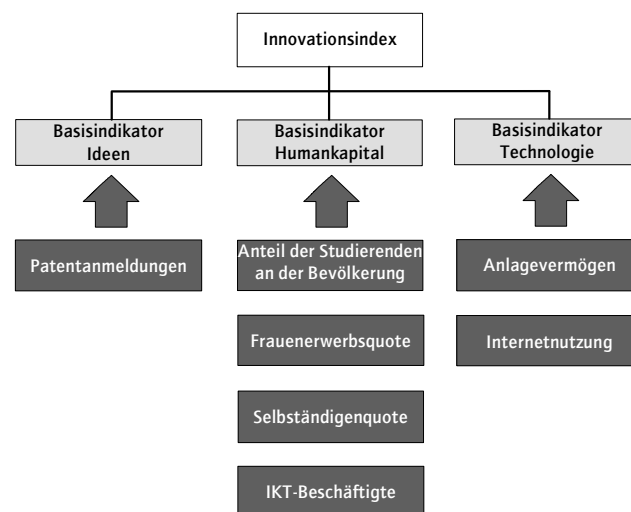 Innovationsindex
Basisindikator
Ideen
Basisindikator
Humankapital
Basisindikator
Technologie
Patentanmeldungen
Anteil der Studierenden
an der Bevölkerung
Anlagevermögen
Frauenerwerbsquote
Internetnutzung
Selbständigenquote
IKT-Beschäftigte